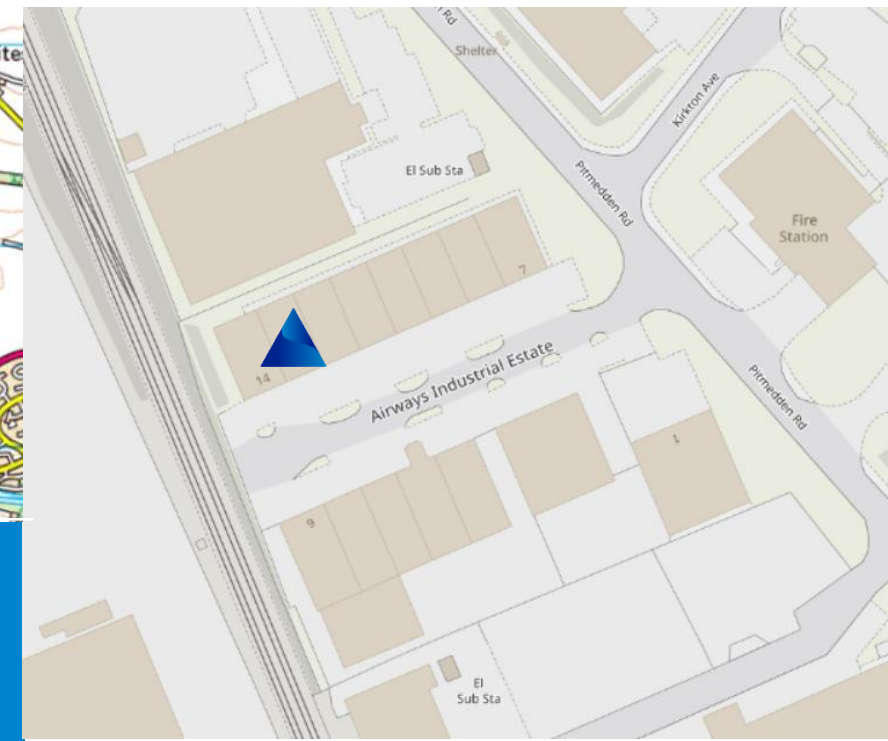 n Rd
Shelter
Kirkton Ave
El Sub Sta
Pitmedden Rd
Fire
Station
7
14
Airways Industrial Estate
Pitmedden Rd
1
9
El
Sub Sta